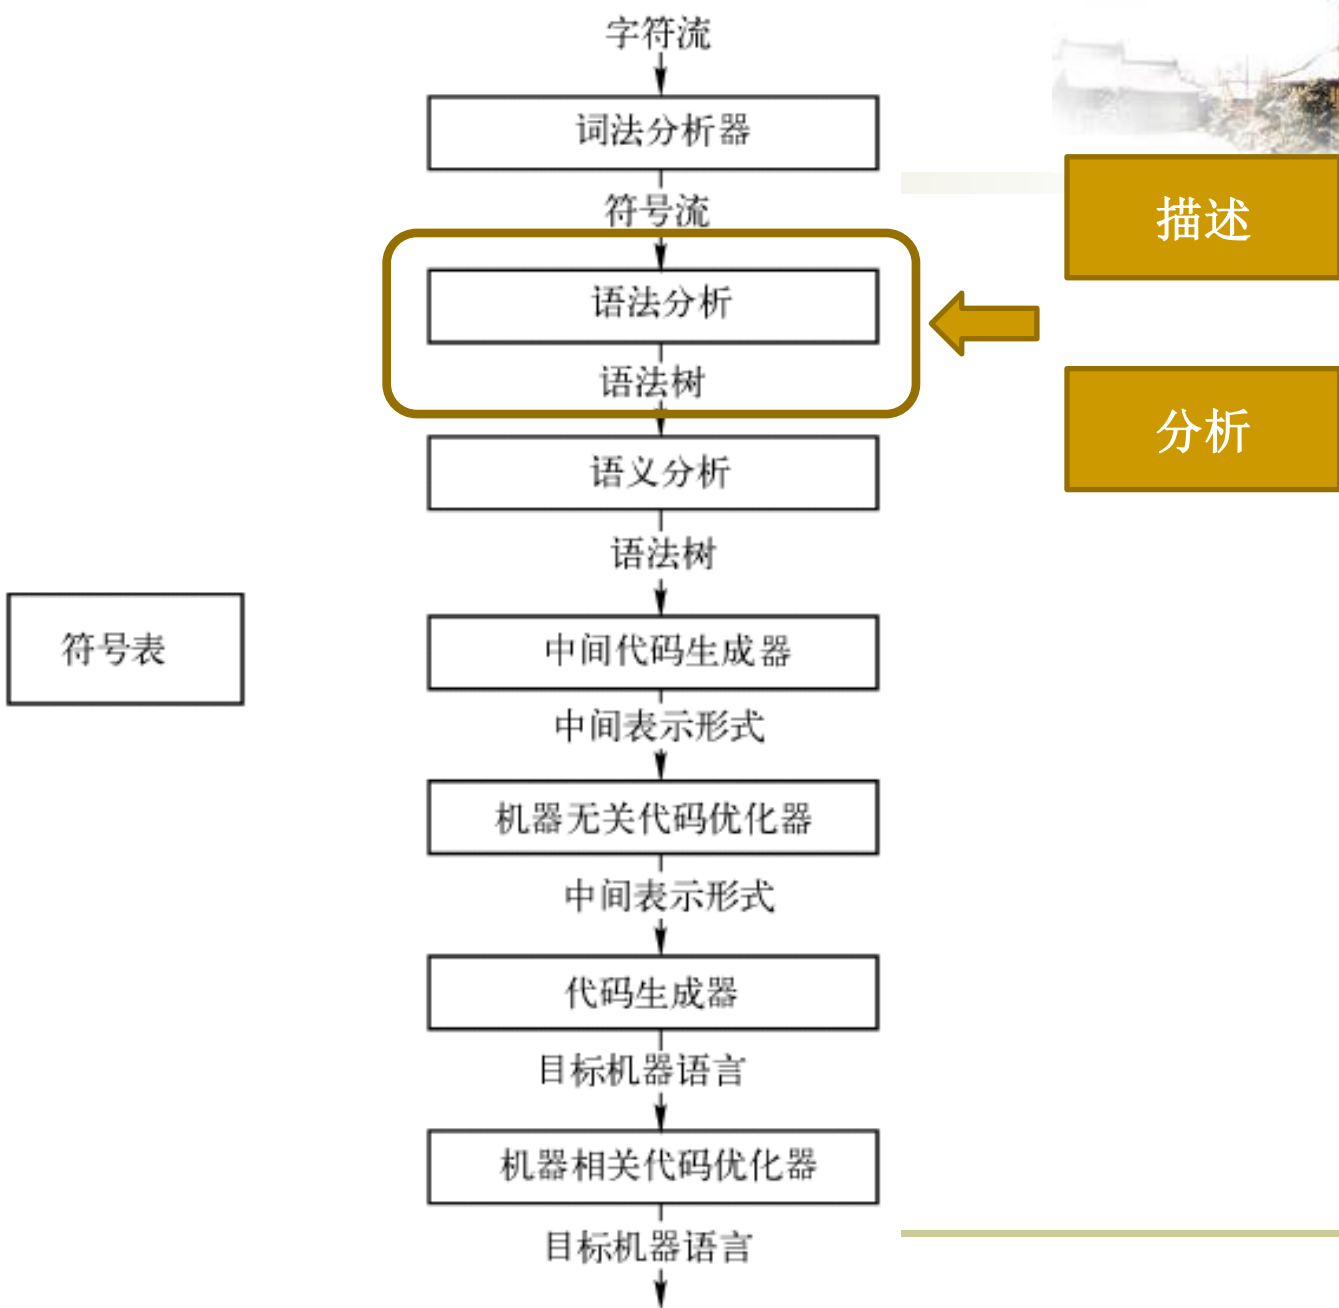 字符流
词法分析器
符号流
语法分析
语法树
语义分析
语法树
中间代码生成器
中间表示形式
机器无关代码优化器
中间表示形式
代码生成器
目标机器语言
机器相关代码优化器
目标机器语言
符号表
描述
分析